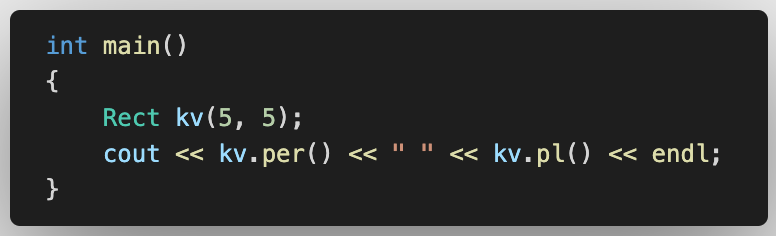 int main()
{
    Rect kv(5, 5);
    cout << kv.per() << " " << kv.pl() << endl;
}